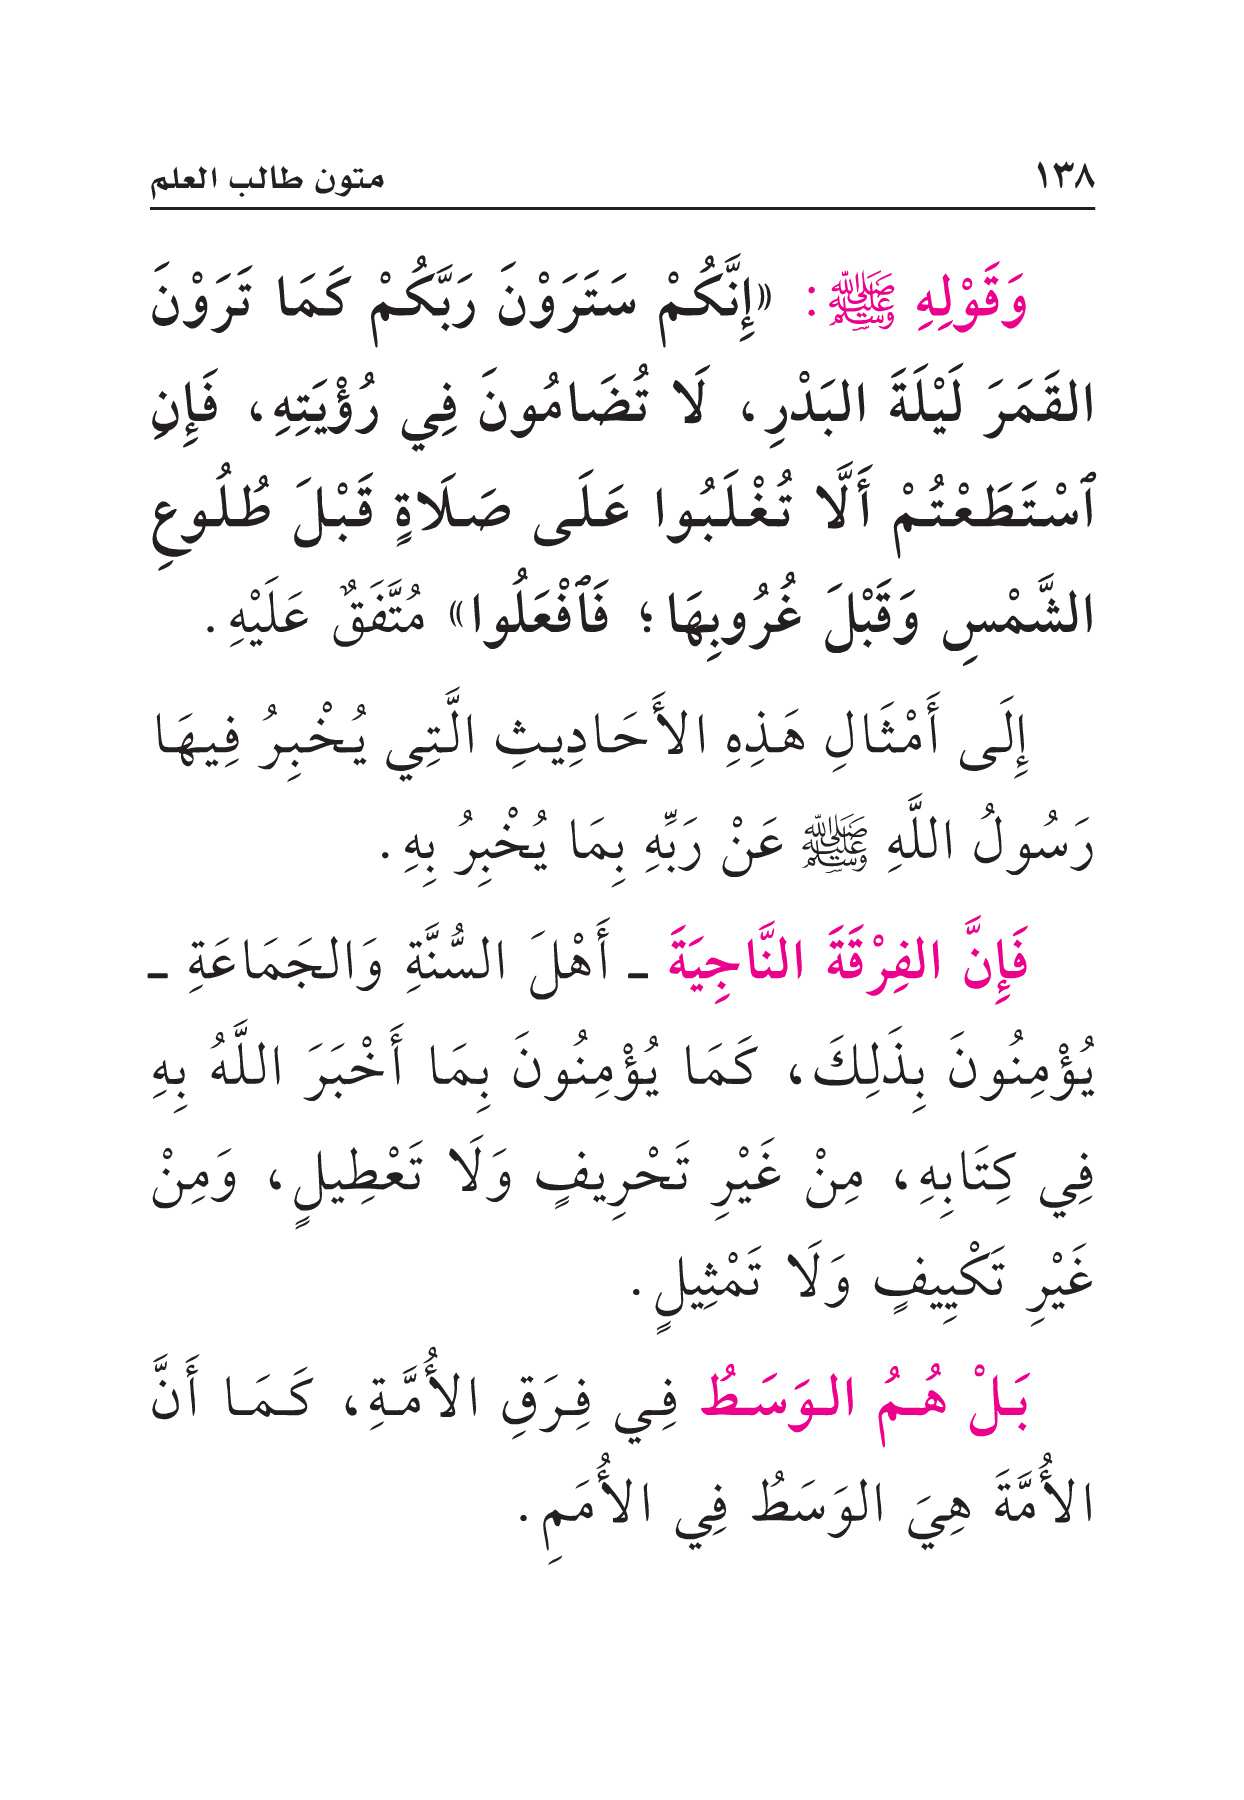 ١٣٨
متون طالب العلم
وَقَوْلِهِ ﷺ: «إِنَّكُمْ سَتَرَوْنَ رَبَّكُمْ كَمَا تَرَوْنَ
القَمَرَ لَيْلَةَ البَدْرِ، لَا تُضَامُونَ فِي رُؤْيَتِهِ، فَإِنِ
ٱسْتَطَعْتُمْ أَلَّا تُغْلَبُوا عَلَى صَلَاةٍ قَبْلَ طُلُوعِ
الشَّمْسِ وَقَبْلَ غُرُوبِهَا؛ فَٱفْعَلُوا» مُتَّفَقٌ عَلَيْهِ.
إِلَى أَمْثَالِ هَذِهِ الأَحَادِيثِ الَّتِي يُخْبِرُ فِيهَا
رَسُولُ اللَّهِ ﷺ عَنْ رَبِّهِ بِمَا يُخْبِرُ بِهِ.
فَإِنَّ الفِرْقَةَ النَّاجِيَةَ ـ أَهْلَ السُّنَّةِ وَالجَمَاعَةِ ـ
يُؤْمِنُونَ بِذَلِكَ، كَمَا يُؤْمِنُونَ بِمَا أَخْبَرَ اللَّهُ بِهِ
فِي كِتَابِهِ، مِنْ غَيْرِ تَحْرِيفٍ وَلَا تَعْطِيلٍ، وَمِنْ
غَيْرِ تَكْيِيفٍ وَلَا تَمْثِيلٍ.
بَلْ هُمُ الوَسَطُ فِي فِرَقِ الأُمَّةِ، كَمَا أَنَّ
الأُمَّةَ هِيَ الوَسَطُ فِي الأُمَمِ.